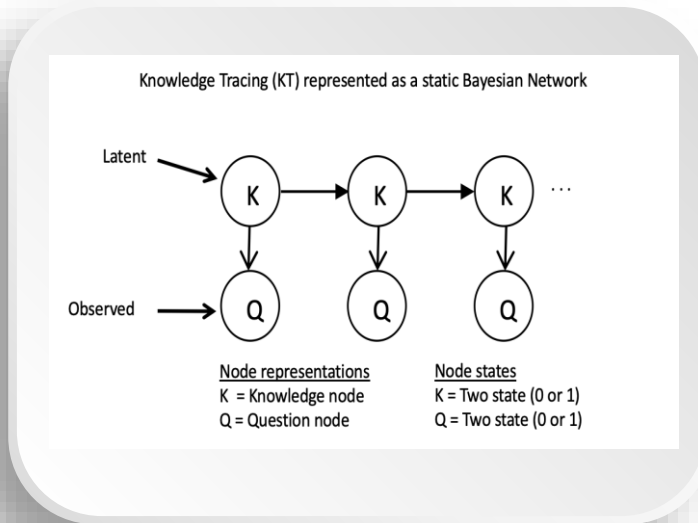 Knowledge Tracing (KT) represented as a static Bayesian Network
Latent
K
K
K
...
Observed
Q
Q
Q
Node representations
K = Knowledge node
Q = Question node
Node states
K = Two state (0 or 1)
Q = Two state (0 or 1)